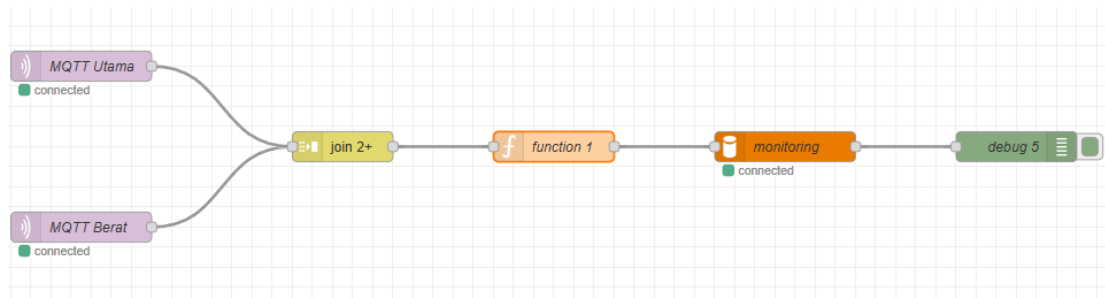 MQTT Utama
connected
join 2+
function 1
monitoring
connected
debug 5
MQTT Berat
connected